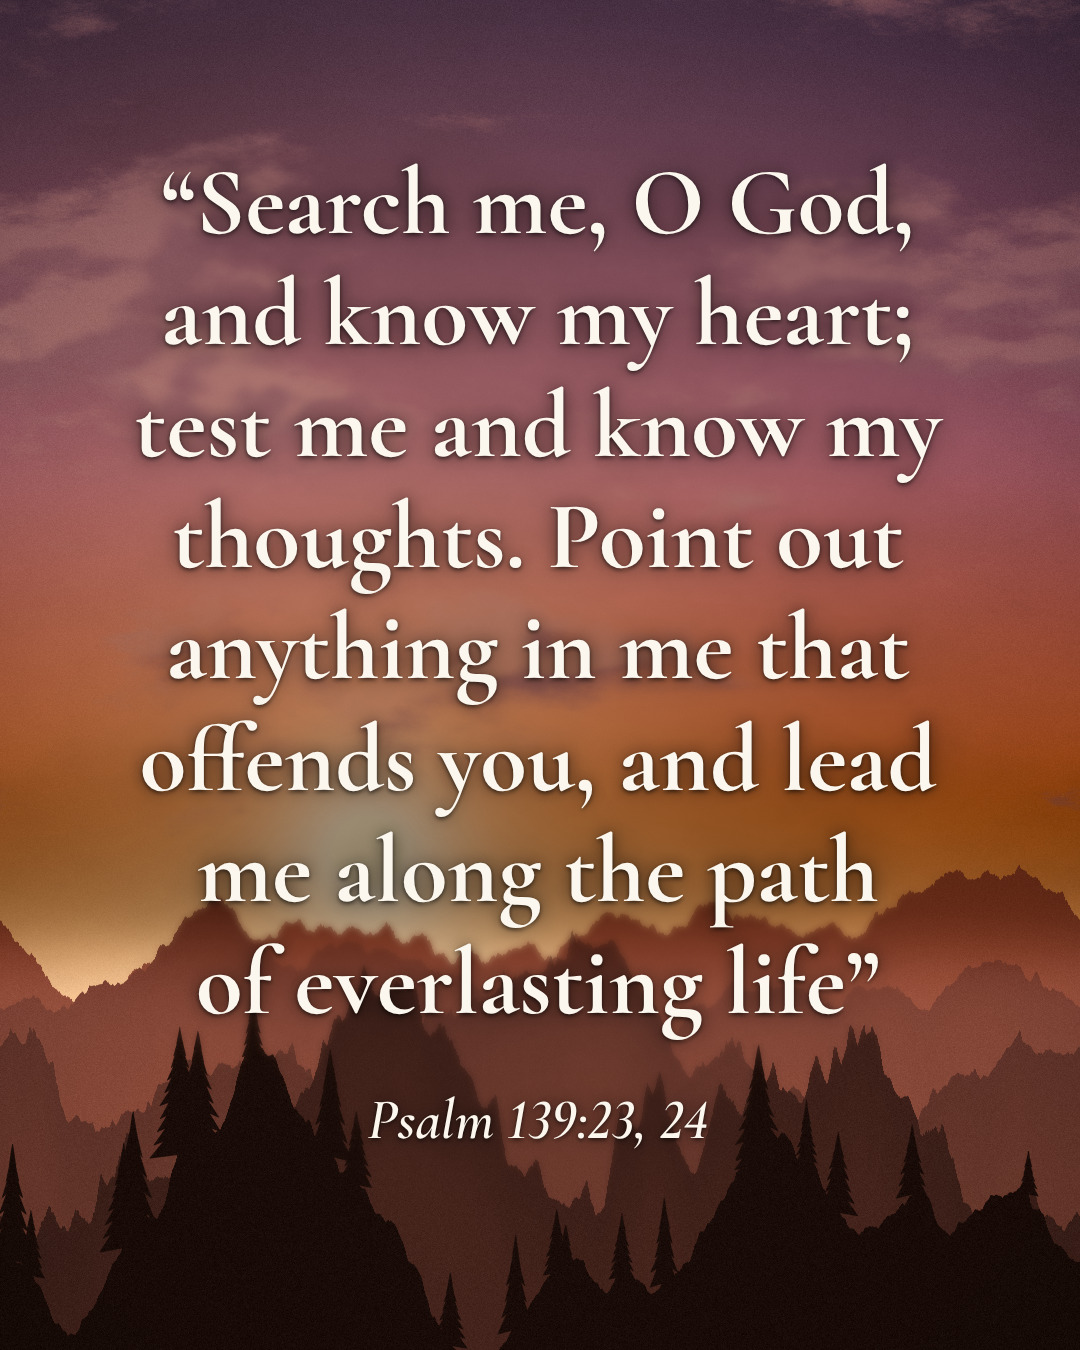 “Search me, O God,
and know my heart;
test me and know my
thoughts. Point out
anything in me that
offends you, and lead
me along the path
of everlasting life”
Psalm 139:23, 24